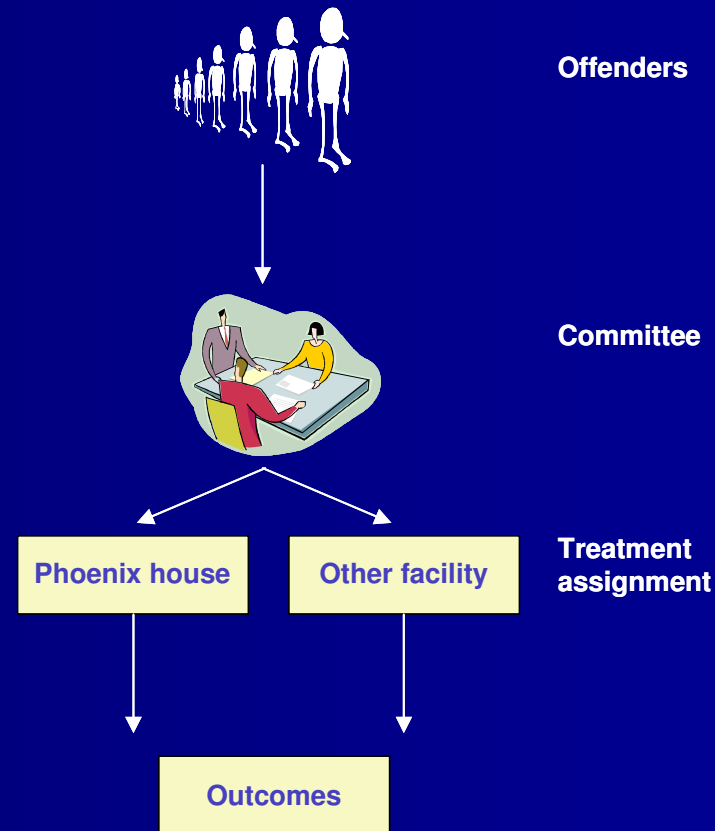 Offenders
Committee
Phoenix house
Other facility
Treatment
assignment
Outcomes